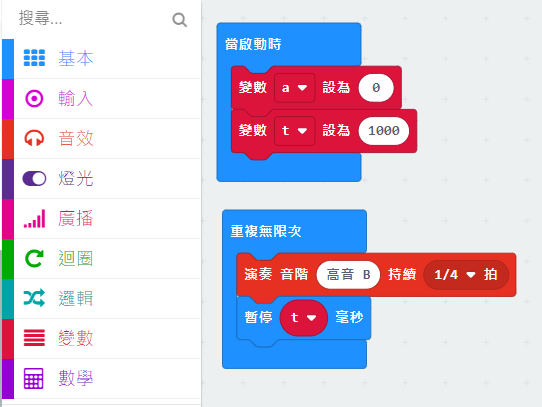 搜尋...
基本
輸入
音效
燈光
廣播
迴圈
邏輯
變數
數學
當啟動時
變數 a 設為 0
變數 t 設為 1000
重複無限次
演奏 音階 高音 B 持續 1/4 拍
暫停 t 毫秒